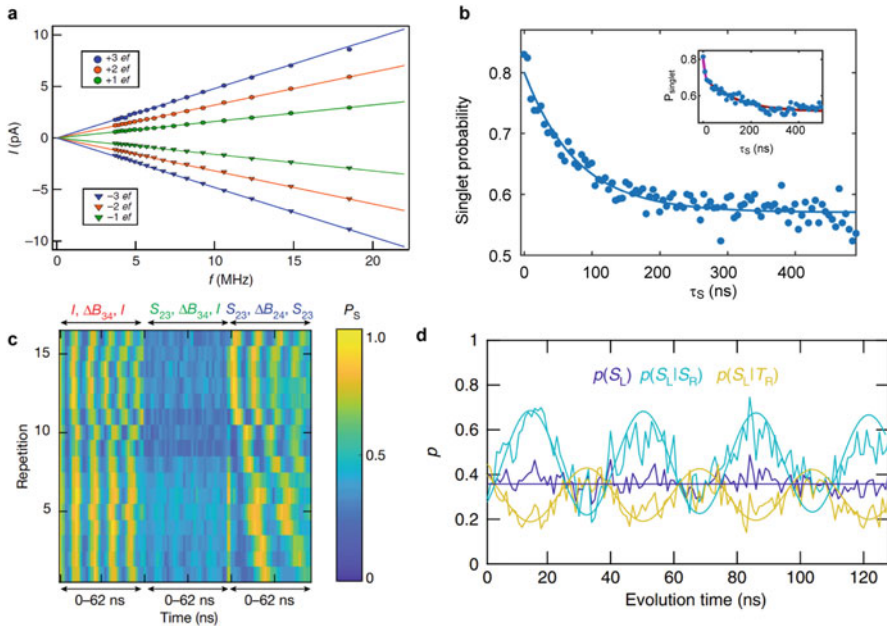 a
10
5
0
−5
−10
I (pA)
+3 ef
+2 ef
+1 ef
−3 ef
−2 ef
−1 ef
0 5 10 15 20
f (MHz)
b
0.8
0.7
0.6
0.5
Singlet probability
0 100 200 300 400
τS (ns)
0.8
0.6
Psinglet
0 200 400
τS (ns)
c
I, ΔB34, I S23, ΔB34, I S23, ΔB24, S23
PS
15
10
5
Repetition
1.0
0.5
0
0–62 ns 0–62 ns 0–62 ns
Time (ns)
d
1
0.8
0.6
0.4
0.2
0
p
p(SL) p(SL|SR) p(SL|TR)
0 20 40 60 80 100 120
Evolution time (ns)